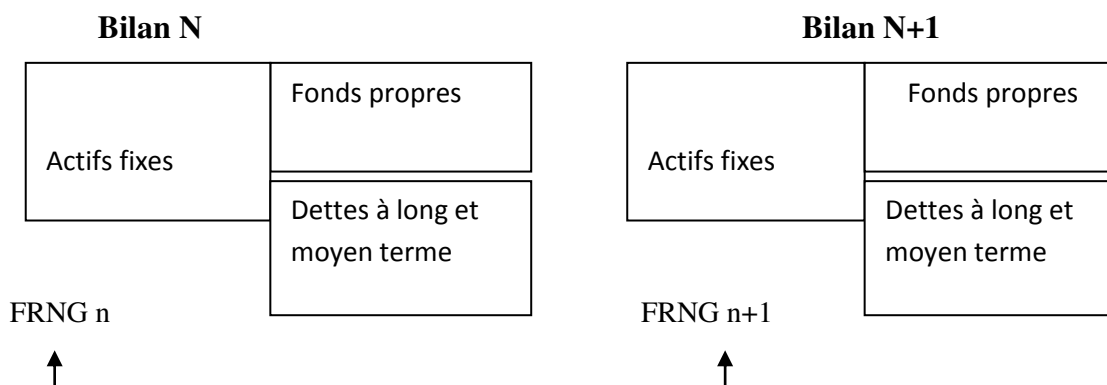 Bilan N
Bilan N+1
Fonds propres
Actifs fixes
Dettes à long et
moyen terme
Fonds propres
Actifs fixes
Dettes à long et
moyen terme
FRNG n
FRNG n+1